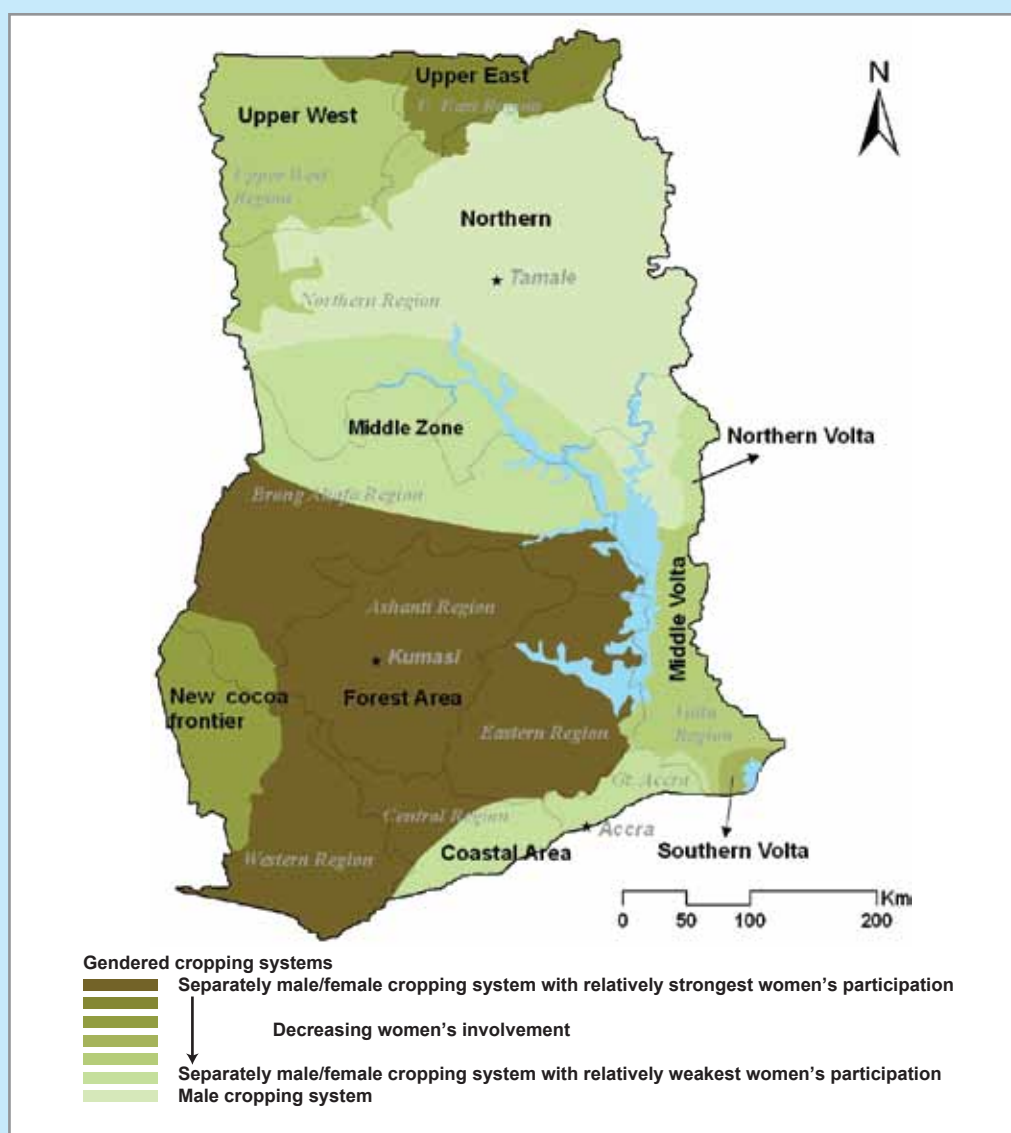 N
Upper East
U. East Region
Upper West
Upper West
Region
Northern
Tamale
Northern Region
Middle Zone
Northern Volta
Brong Ahafo Region
Middle Volta
Ashanti Region
Kumasi
New cocoa
frontier
Forest Area
Volta
Region
Eastern Region
Gt. Accra
Central Region
Accra
Coastal Area
Southern Volta
Western Region
Km
0 50 100 200
Gendered cropping systems
Separately male/female cropping system with relatively strongest women's participation
Decreasing women's involvement
Separately male/female cropping system with relatively weakest women's participation
Male cropping system